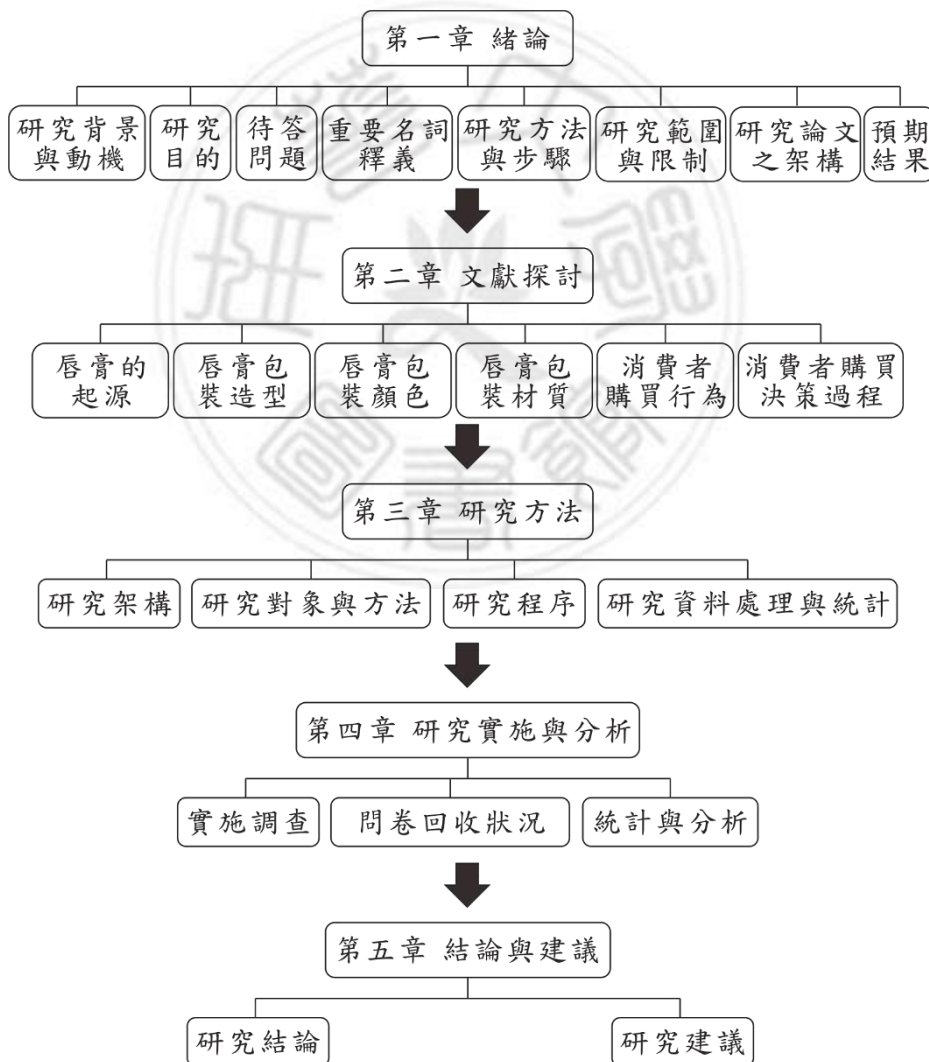 第一章 緒論
研究背景
與動機
研究
目的
待答
問題
重要名詞
釋義
研究方法
與步驟
研究範圍
與限制
研究論文
之架構
預期
結果
第二章 文獻探討
唇膏的
起源
唇膏包
裝造型
唇膏包
裝顏色
唇膏包
裝材質
消費者
購買行為
消費者購買
決策過程
第三章 研究方法
研究架構
研究對象與方法
研究程序
研究資料處理與統計
第四章 研究實施與分析
實施調查
問卷回收狀況
統計與分析
第五章 結論與建議
研究結論
研究建議